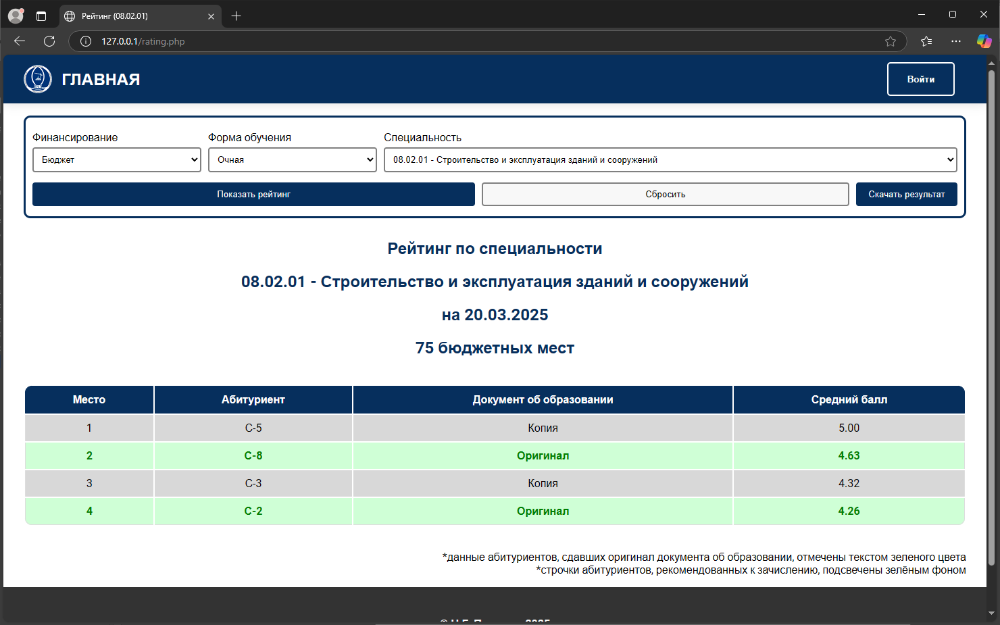 Рейтинг (08.02.01)
127.0.0.1/rating.php
ГЛАВНАЯ
Войти
Финансирование Форма обучения Специальность
Бюджет Очная 08.02.01 - Строительство и эксплуатация зданий и сооружений
Показать рейтинг Сбросить Скачать результат
Рейтинг по специальности
08.02.01 - Строительство и эксплуатация зданий и сооружений
на 20.03.2025
75 бюджетных мест
Место Абитуриент Документ об образовании Средний балл
1 С-5 Копия 5.00
2 С-8 Оригинал 4.63
3 С-3 Копия 4.32
4 С-2 Оригинал 4.26
*данные абитуриентов, сдавших оригинал документа об образовании, отмечены текстом зеленого цвета
*строчки абитуриентов, рекомендованных к зачислению, подсвечены зелёным фоном